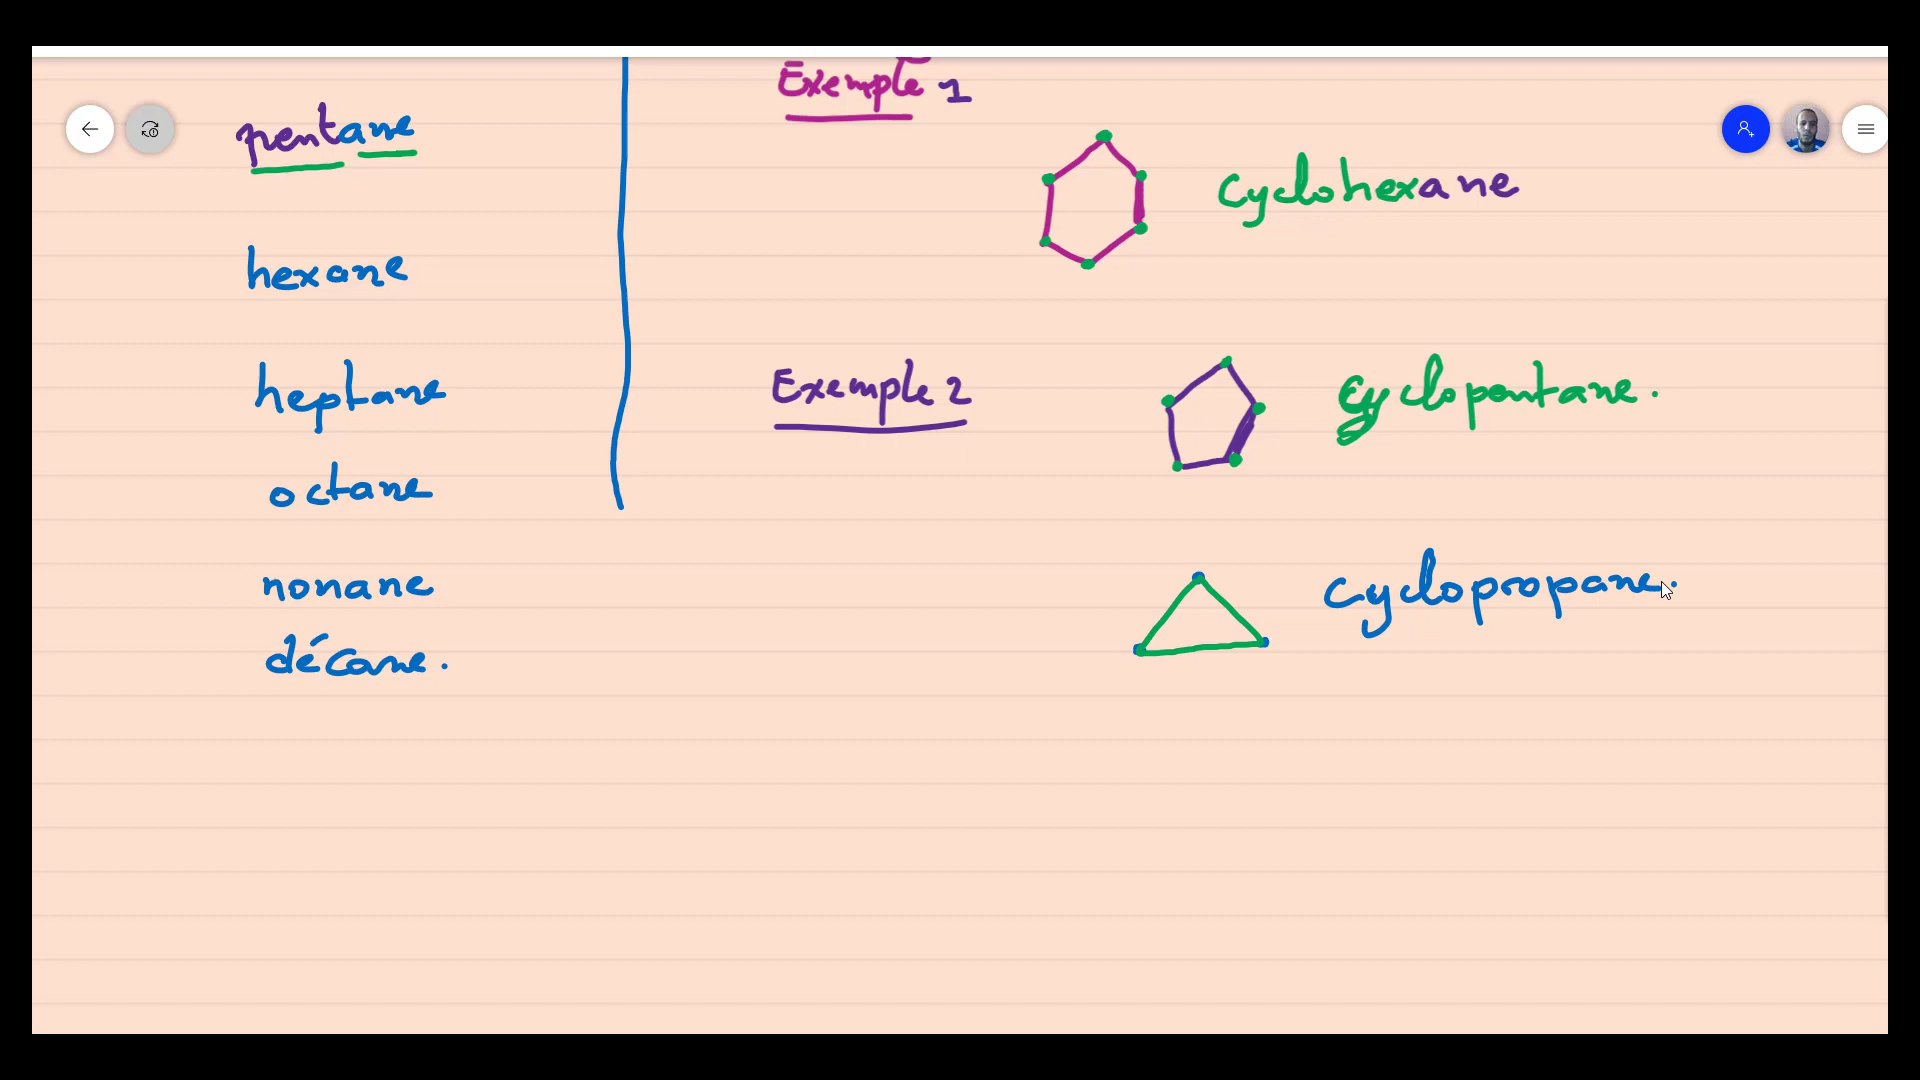 pentane
hexane
heptane
octane
nonane
décane.
Exemple 1
cyclohexane
Exemple 2
cyclopentane.
cyclopropane.